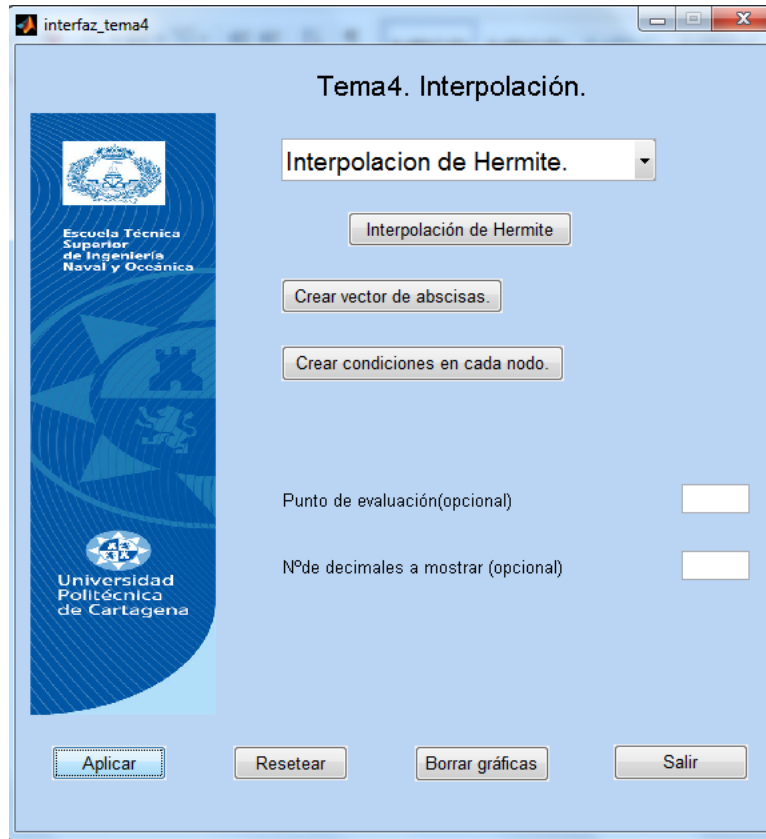 interfaz_tema4
Tema4. Interpolación.
Interpolacion de Hermite.
Interpolación de Hermite
Escuela Técnica
Superior
de Ingeniería
Naval y Oceánica
Crear vector de abscisas.
Crear condiciones en cada nodo.
Punto de evaluación(opcional)
Nºde decimales a mostrar (opcional)
Universidad
Politécnica
de Cartagena
Aplicar
Resetear
Borrar gráficas
Salir